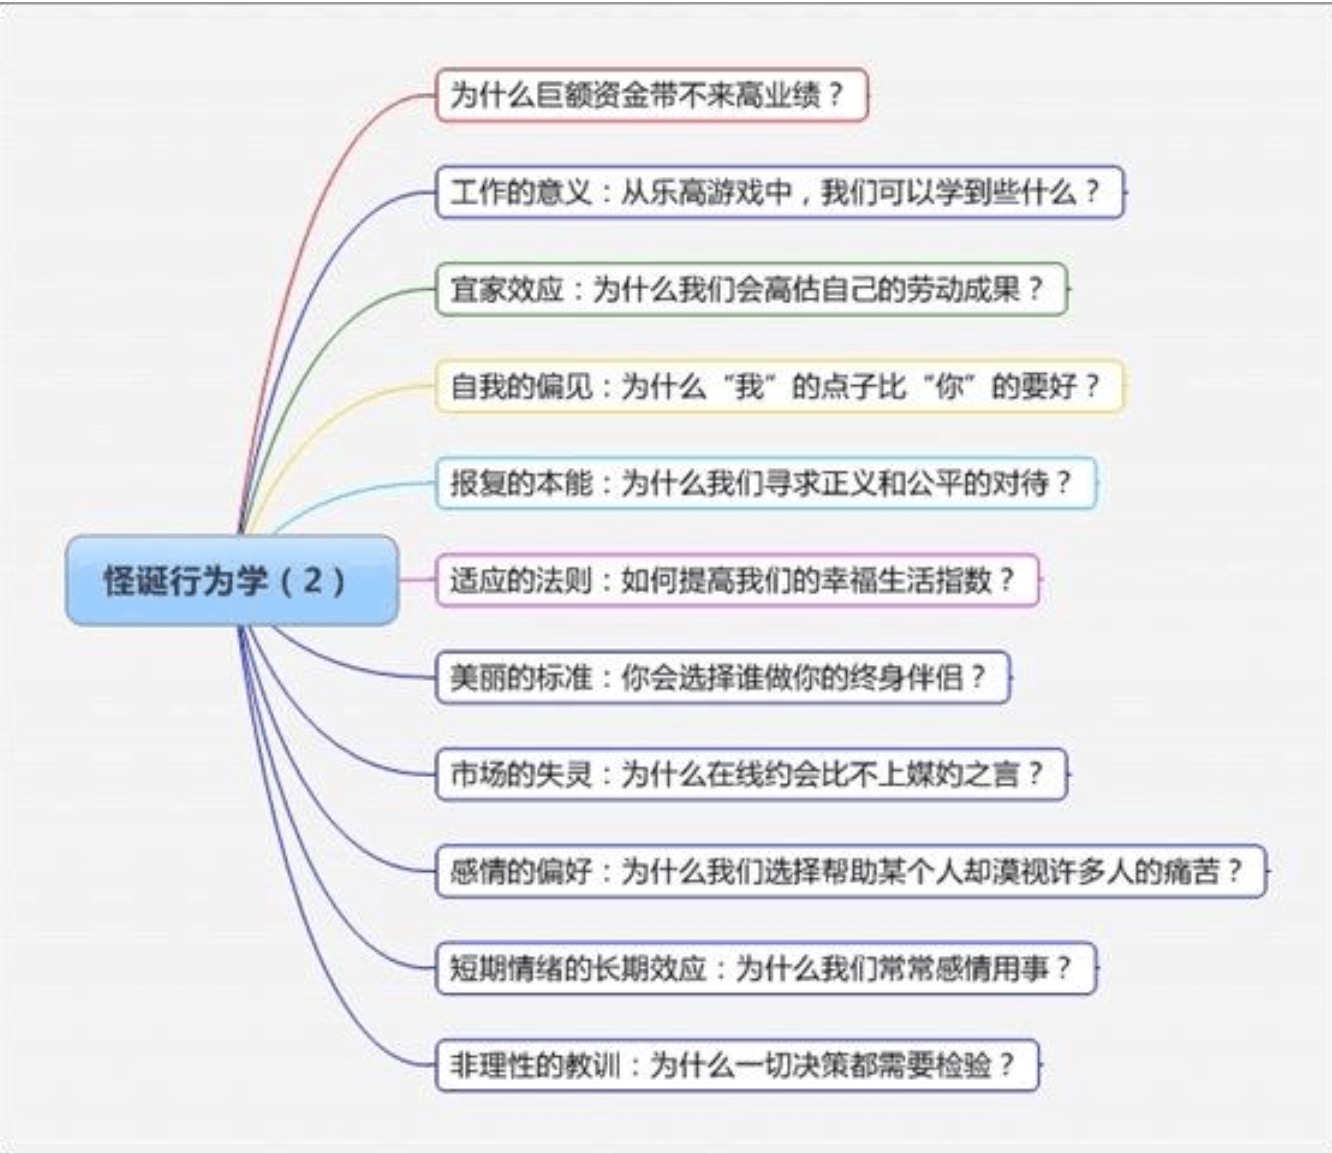 为什么巨额资金带不来高业绩？
工作的意义：从乐高游戏中，我们可以学到些什么？
宜家效应：为什么我们会高估自己的劳动成果？
自我的偏见：为什么“我”的点子比“你”的要好？
报复的本能：为什么我们寻求正义和公平的对待？
怪诞行为学（2）
适应的法则：如何提高我们的幸福生活指数？
美丽的标准：你会选择谁做你的终身伴侣？
市场的失灵：为什么在线约会比不上媒妁之言？
感情的偏好：为什么我们选择帮助某个人却漠视许多人的痛苦？
短期情绪的长期效应：为什么我们常常感情用事？
非理性的教训：为什么一切决策都需要检验？